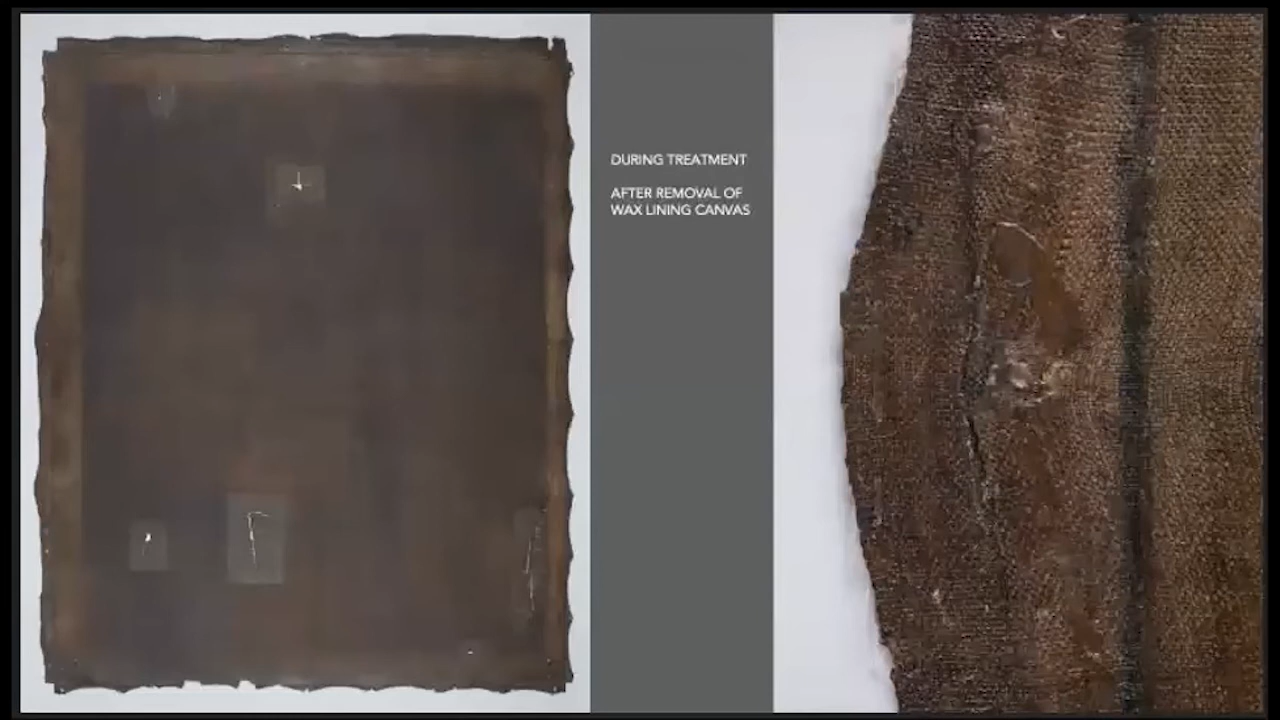 DURING TREATMENT
AFTER REMOVAL OF
WAX LINING CANVAS